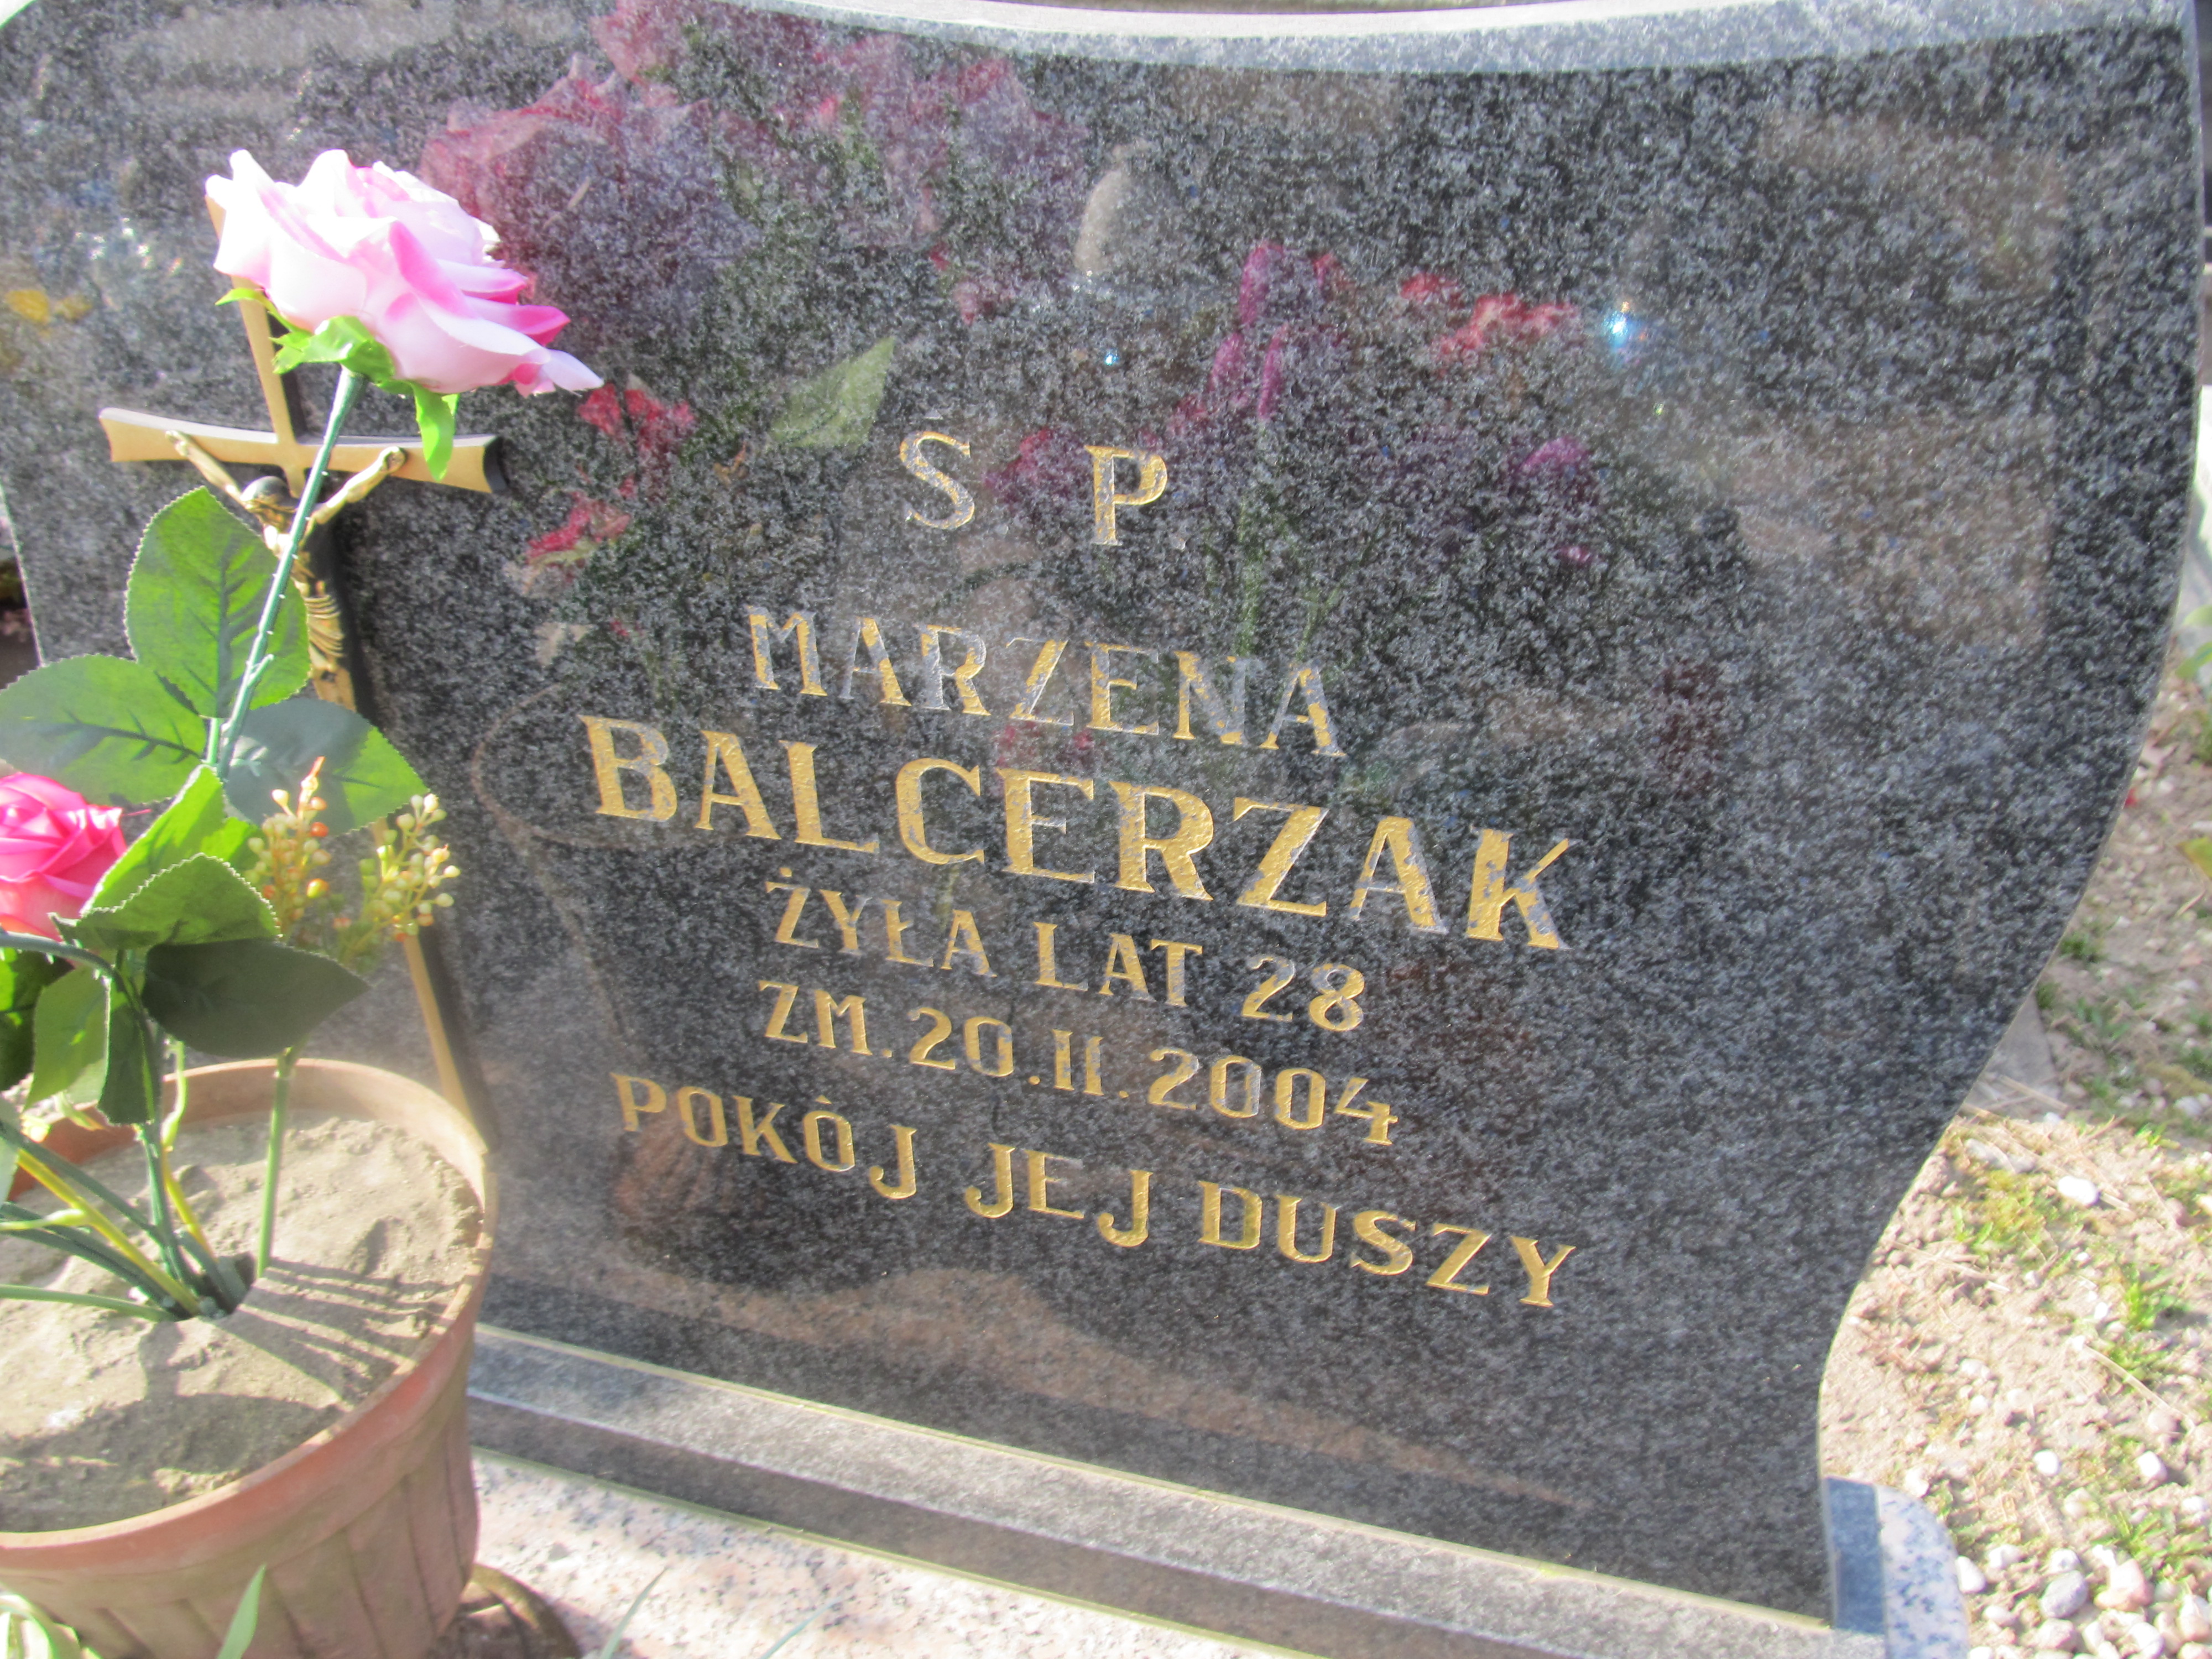 Ś P.
MARZENA
BALCERZAK
ŻYŁA LAT 28
ZM. 20.II.2004
POKÓJ JEJ DUSZY